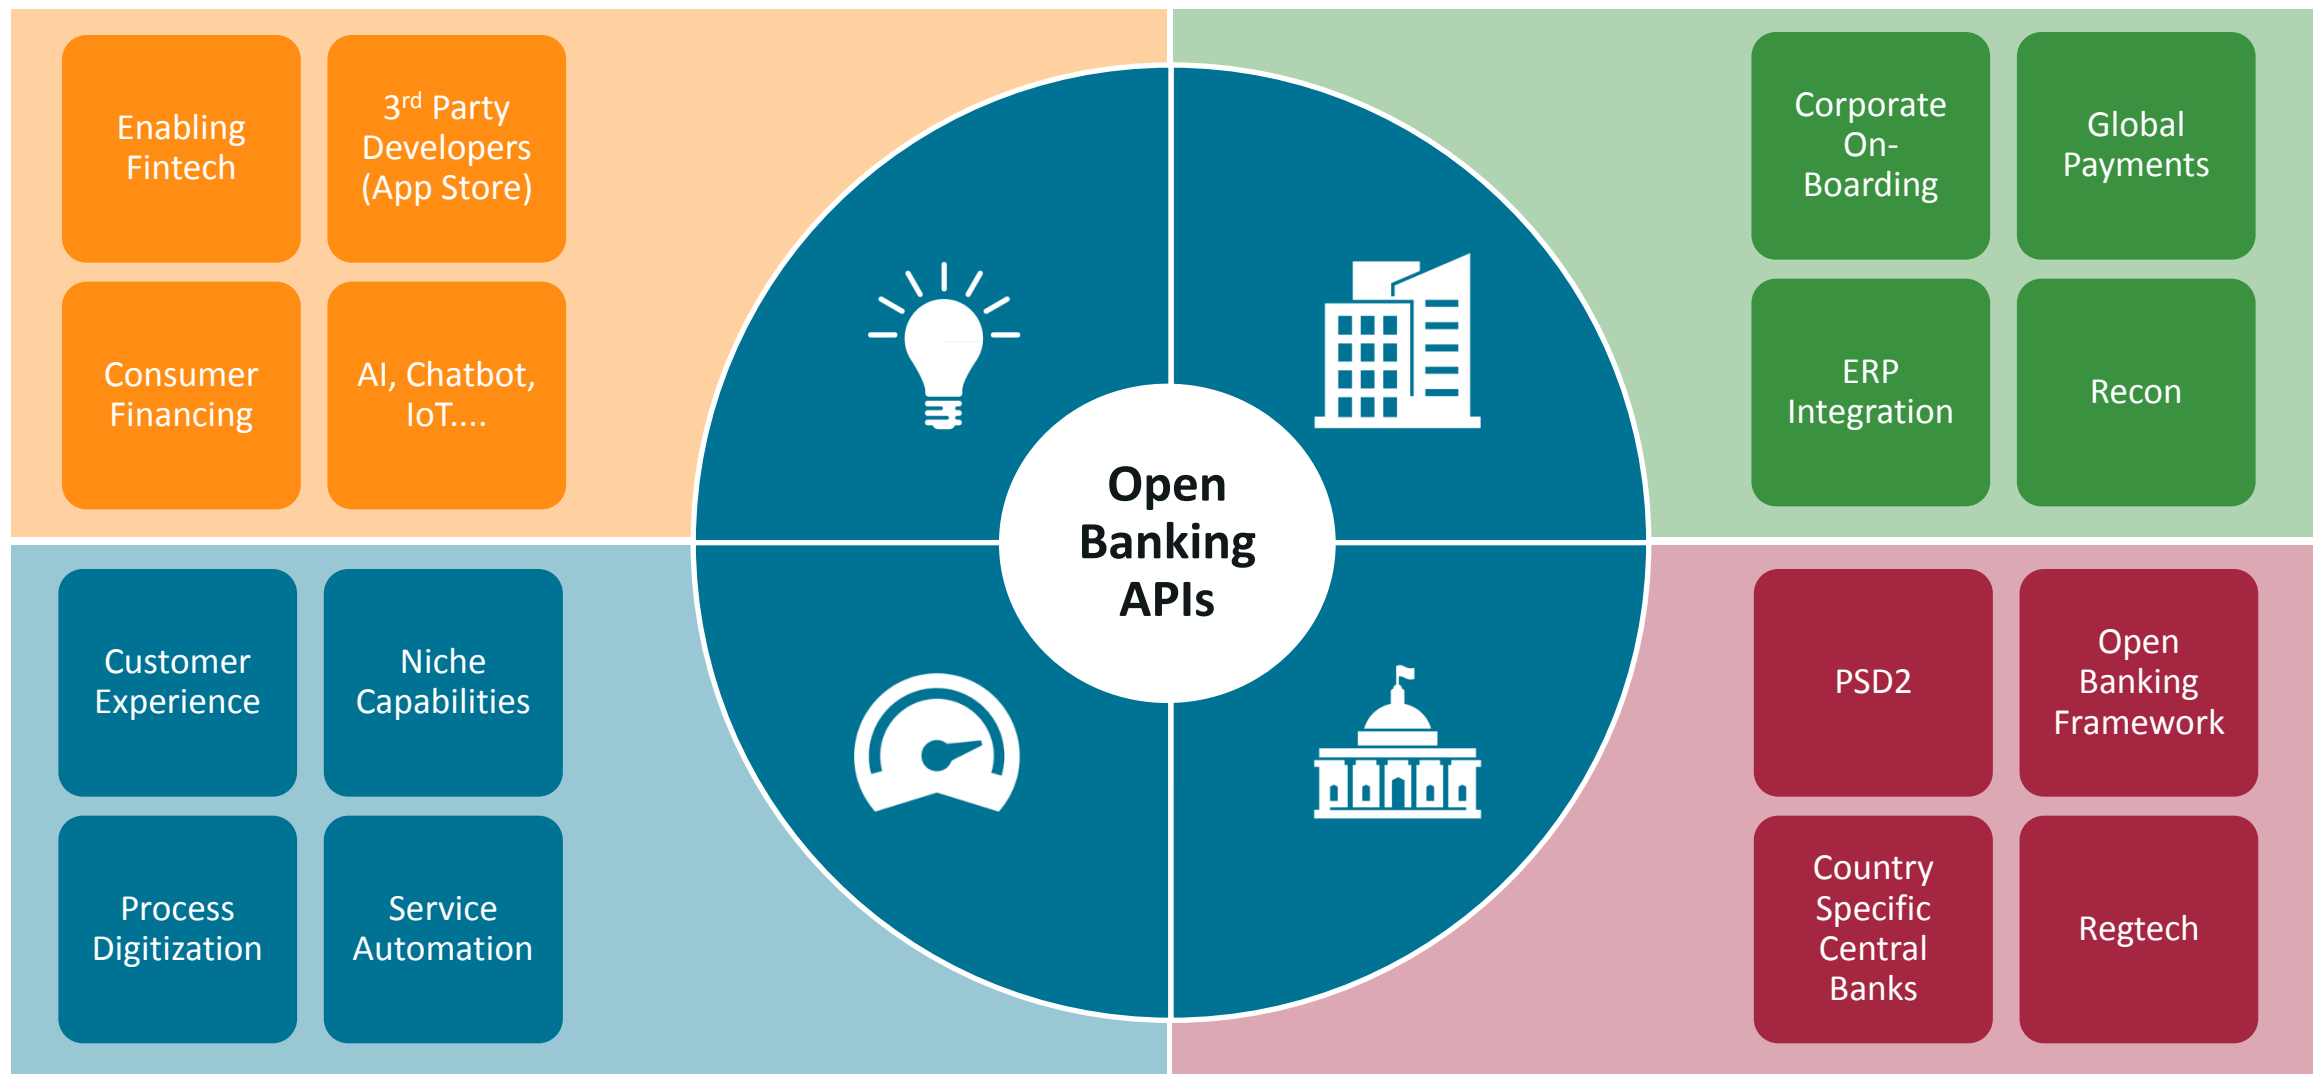 Enabling
Fintech
3rd Party
Developers
(App Store)
Consumer
Financing
AI, Chatbot,
IoT....
Corporate
On-
Boarding
Global
Payments
ERP
Integration
Recon
Open
Banking
APIs
Customer
Experience
Niche
Capabilities
Process
Digitization
Service
Automation
PSD2
Open
Banking
Framework
Country
Specific
Central
Banks
Regtech